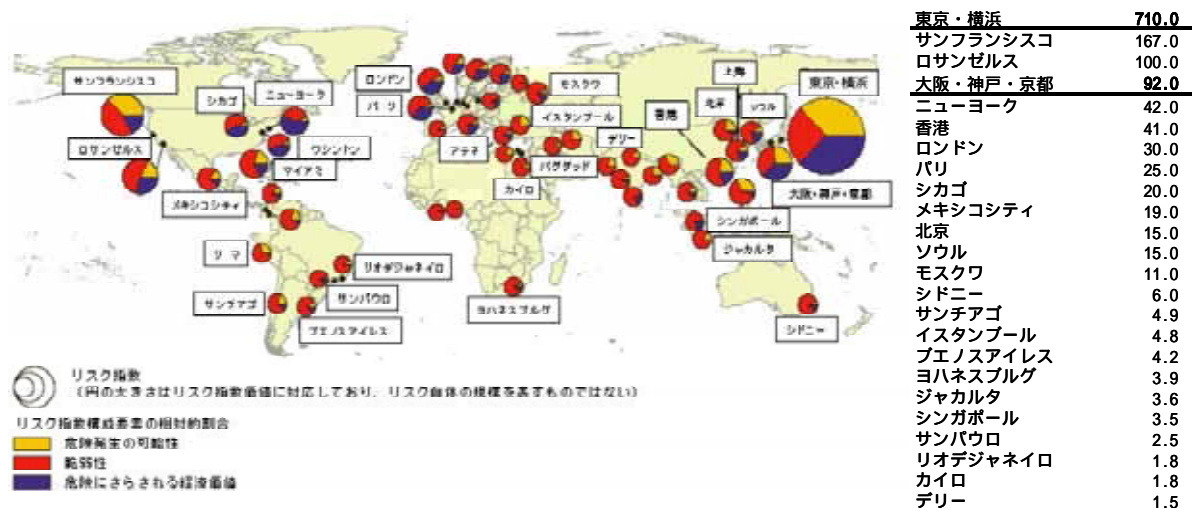 サンフランシスコ
ロサンゼルス
シカゴ
ニューヨーク
ワシントン
マイアミ
メキシコシティ
リマ
サンチアゴ
リオデジャネイロ
サンパウロ
ブエノスアイレス
ロンドン
パリ
モスクワ
イスタンブール
アテネ
バグダッド
カイロ
デリー
ヨハネスブルグ
香港
上海
北京
ソウル
東京・横浜
大阪・神戸・京都
シンガポール
ジャカルタ
シドニー
リスク指数
(円の大きさはリスク指数価値に対応しており、リスク自体の規模を表すものではない)
リスク指数構成要素の相対的割合
危険発生の可能性
脆弱性
危険にさらされる経済価値
東京・横浜 710.0
サンフランシスコ 167.0
ロサンゼルス 100.0
大阪・神戸・京都 92.0
ニューヨーク 42.0
香港 41.0
ロンドン 30.0
パリ 25.0
シカゴ 20.0
メキシコシティ 19.0
北京 15.0
ソウル 15.0
モスクワ 11.0
シドニー 6.0
サンチアゴ 4.9
イスタンブール 4.8
ブエノスアイレス 4.2
ヨハネスブルグ 3.9
ジャカルタ 3.6
シンガポール 3.5
サンパウロ 2.5
リオデジャネイロ 1.8
カイロ 1.8
デリー 1.5